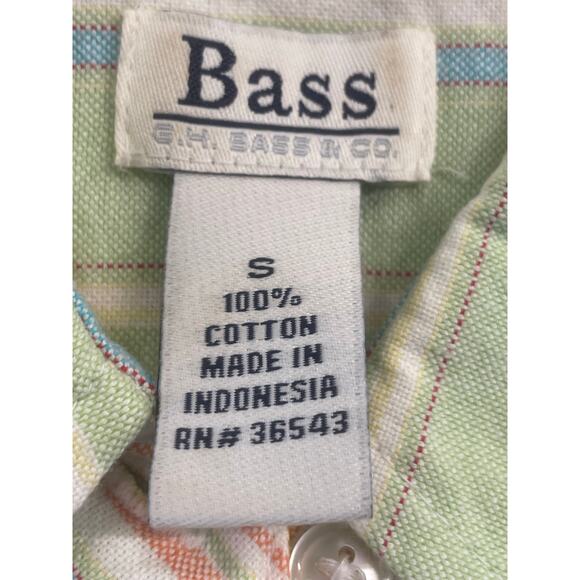 Bass
G.H. BASS & CO.
S
100%
COTTON
MADE IN
INDONESIA
RN# 36543